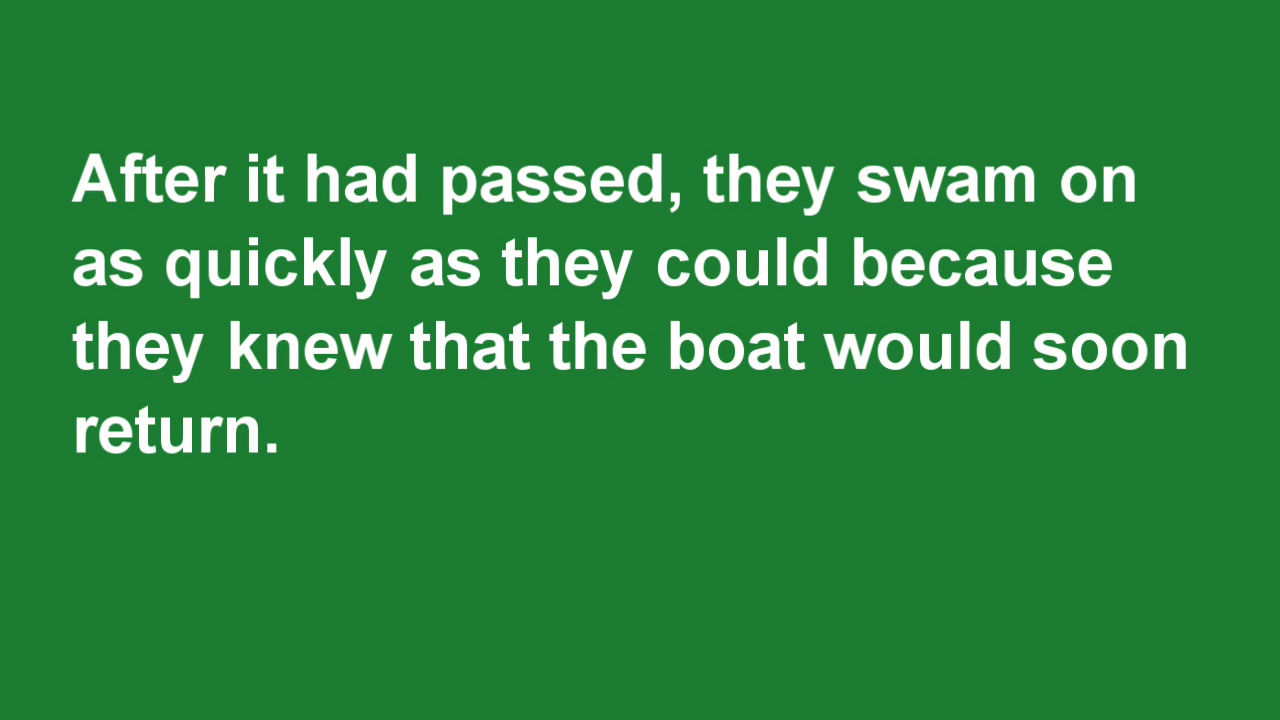 After it had passed, they swam on
as quickly as they could because
they knew that the boat would soon
return.